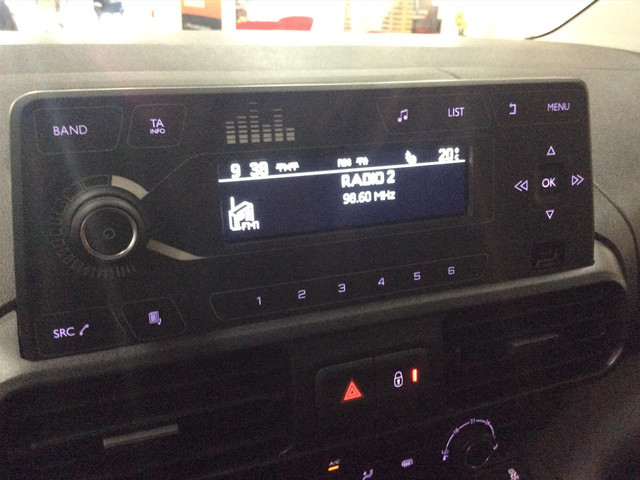 BAND
TA
INFO
LIST
MENU
9 38
20°C
RADIO 2
98.60 MHz
FM1
OK
1 2 3 4 5 6
SRC
A/C